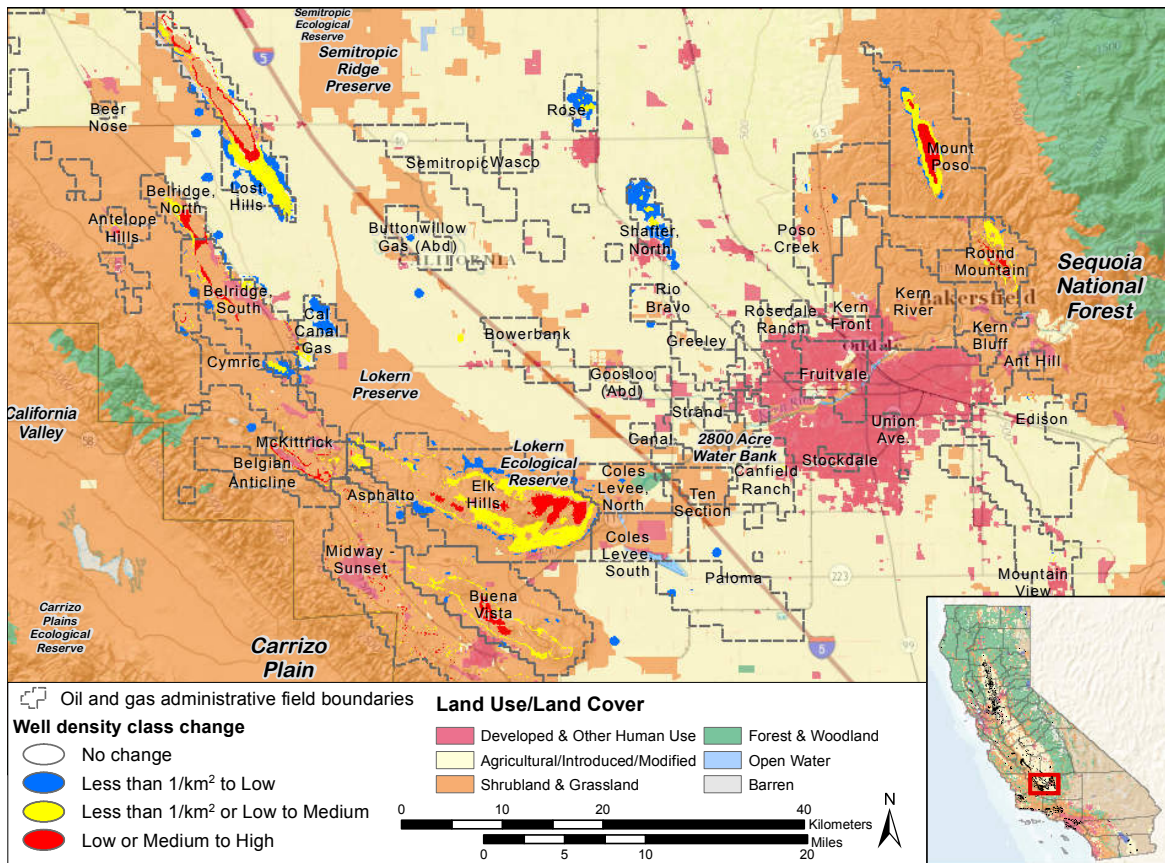 Semitropic
Ecological
Reserve
5
Semitropic
Ridge
Preserve
Beer
Nose
Rose
46
65
Semitropic
Wasco
Mount
Poso
Lost
Hills
Belridge,
North
Antelope
Hills
Buttonwillow
Gas (Abd)
CALIFORNIA
Shafter,
North
Poso
Creek
Round
Mountain
Sequoia
National
Forest
Belridge,
South
Rio
Bravo
Kern
River
Bakersfield
Cal
Canal
Gas
Rosedale
Ranch
Kern
Front
Oildale
Kern
Bluff
Bowerbank
Greeley
Ant Hill
Cymric
Lokern
Preserve
Goosloo
(Abd)
Fruitvale
California
Valley
58
Strand
Union
Ave.
Edison
McKittrick
Lokern
Ecological
Reserve
Canal
2800 Acre
Water Bank
Stockdale
Belgian
Anticline
Asphalto
Elk
Hills
Coles
Levee,
North
Canfield
Ranch
Ten
Section
Midway -
Sunset
Coles
Levee,
South
Paloma
223
Mountain
View
Buena
Vista
Carrizo
Plains
Ecological
Reserve
Carrizo
Plain
5
99
Oil and gas administrative field boundaries
Well density class change
No change
Less than 1/km² to Low
Less than 1/km² or Low to Medium
Low or Medium to High
Land Use/Land Cover
Developed & Other Human Use
Agricultural/Introduced/Modified
Shrubland & Grassland
Forest & Woodland
Open Water
Barren
0 10 20 40
Kilometers
Miles
0 5 10 20
N